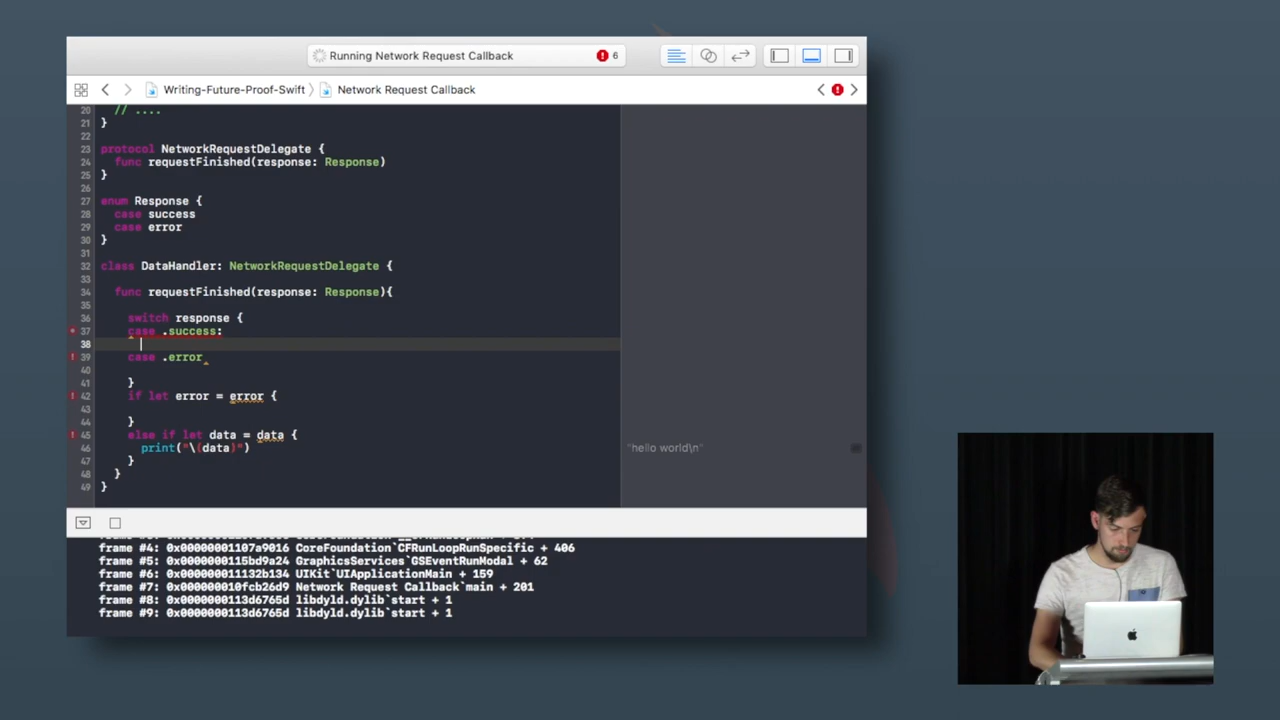 Running Network Request Callback
6
Writing-Future-Proof-Swift
Network Request Callback
20 // ....
21 }
22
23 protocol NetworkRequestDelegate {
24 func requestFinished(response: Response)
25 }
26
27 enum Response {
28 case success
29 case error
30 }
31
32 class DataHandler: NetworkRequestDelegate {
33
34 func requestFinished(response: Response){
35
36 switch response {
37 case .success:
38
39 case .error
40
41 }
42 if let error = error {
43
44 }
45 else if let data = data {
46 print("\(data)") "hello world\n"
47 }
48 }
49 }
frame #4: 0x00000001107a9016 CoreFoundation`CFRunLoopRunSpecific + 406
frame #5: 0x0000000115bd9a24 GraphicsServices`GSEventRunModal + 62
frame #6: 0x0000000111132b134 UIKit`UIApplicationMain + 159
frame #7: 0x000000010fcb26d9 Network Request Callback`main + 201
frame #8: 0x0000000113d6765d libdyld.dylib`start + 1
frame #9: 0x0000000113d6765d libdyld.dylib`start + 1